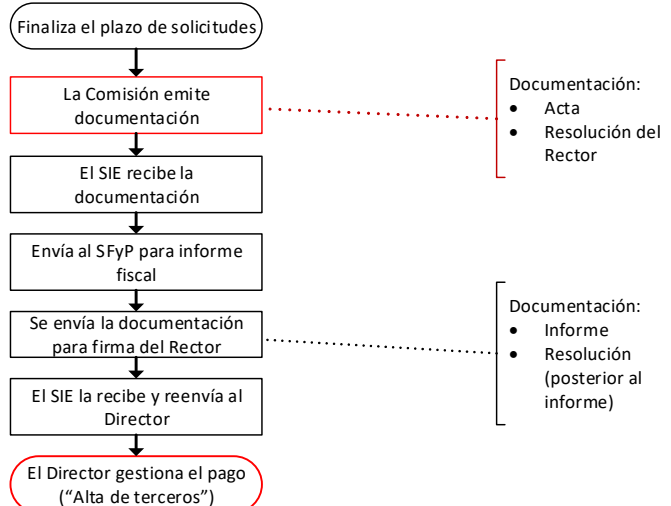 Finaliza el plazo de solicitudes
La Comisión emite
documentación
Documentación:
• Acta
• Resolución del
Rector
El SIE recibe la
documentación
Envía al SFyP para informe
fiscal
Se envía la documentación
para firma del Rector
Documentación:
• Informe
• Resolución
(posterior al
informe)
El SIE la recibe y reenvía al
Director
El Director gestiona el pago
(“Alta de terceros”)